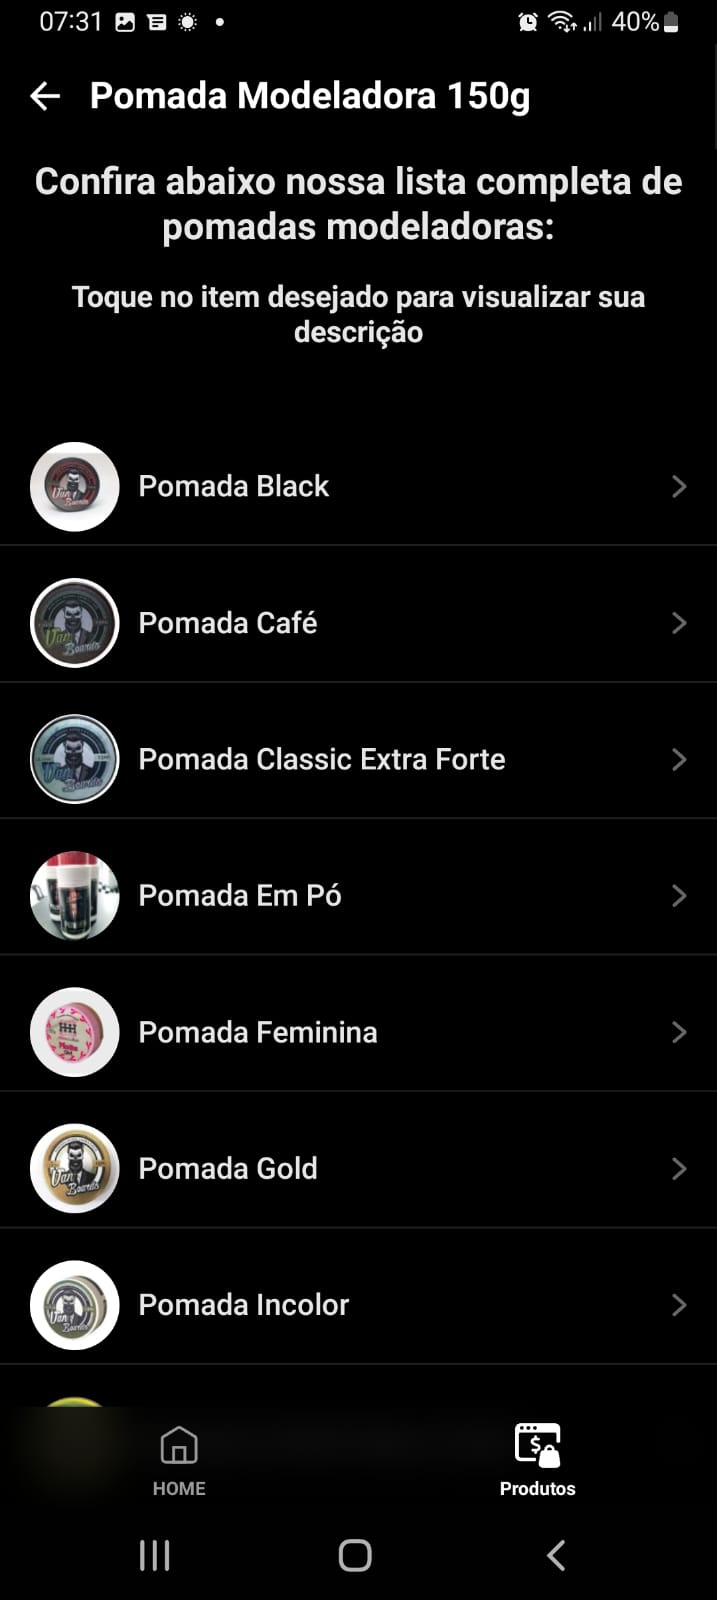 07:31
40%
Pomada Modeladora 150g
Confira abaixo nossa lista completa de
pomadas modeladoras:
Toque no item desejado para visualizar sua
descrição
Pomada Black
Pomada Café
Pomada Classic Extra Forte
Pomada Em Pó
Pomada Feminina
Pomada Gold
Pomada Incolor
HOME
Produtos